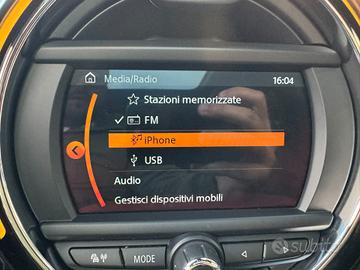 Media/Radio 16:04
Stazioni memorizzate
FM
iPhone
USB
Audio
Gestisci dispositivi mobili
MODE
subito